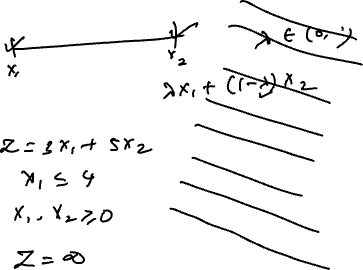 x₁ x₂
λ ∈ (0, 1)
λx₁ + (1-λ) x₂
Z = 3x₁ + 5x₂
x₁ ≤ 4
x₁, x₂ ≥, 0
Z = ∞